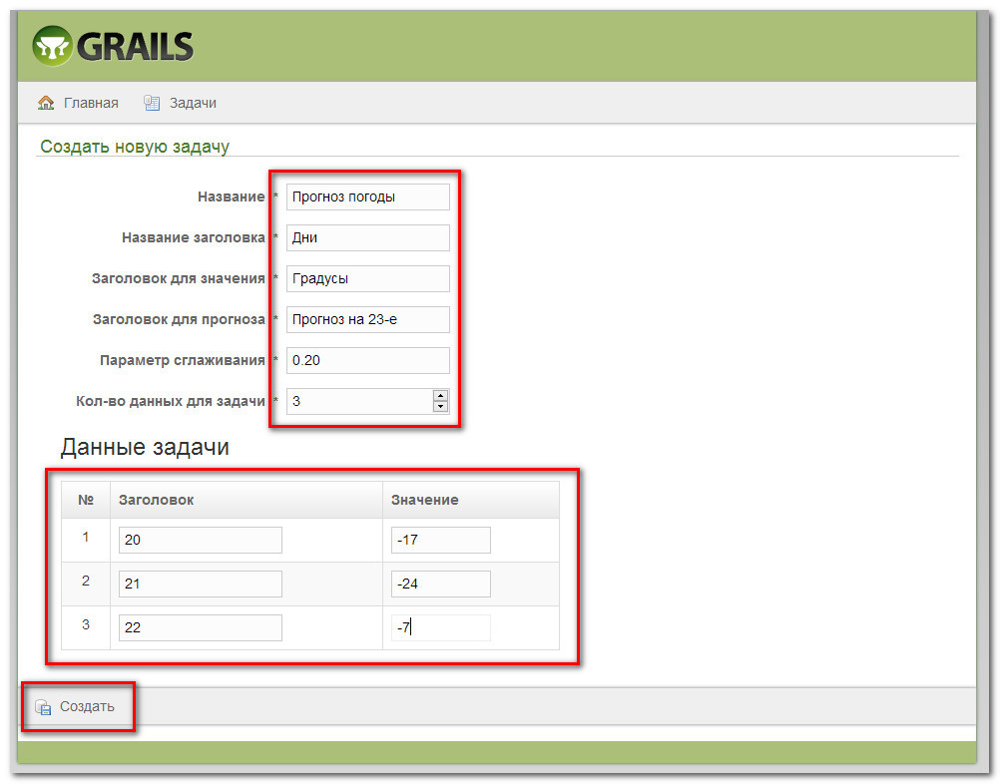 GRAILS
Главная Задачи
Создать новую задачу
Название * Прогноз погоды
Название заголовка * Дни
Заголовок для значения * Градусы
Заголовок для прогноза * Прогноз на 23-е
Параметр сглаживания * 0.20
Кол-во данных для задачи * 3
Данные задачи
№ Заголовок Значение
1 20 -17
2 21 -24
3 22 -7
Создать